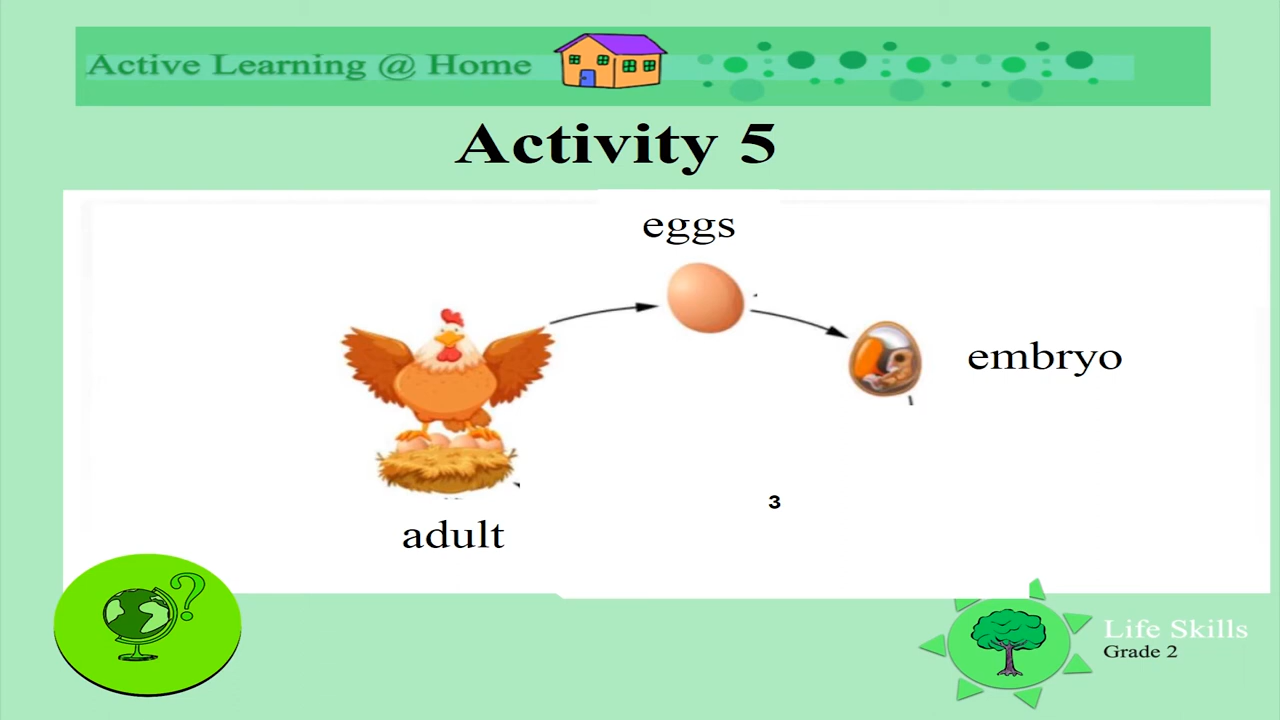 Active Learning @ Home
Activity 5
eggs
embryo
3
adult
?
Life Skills
Grade 2